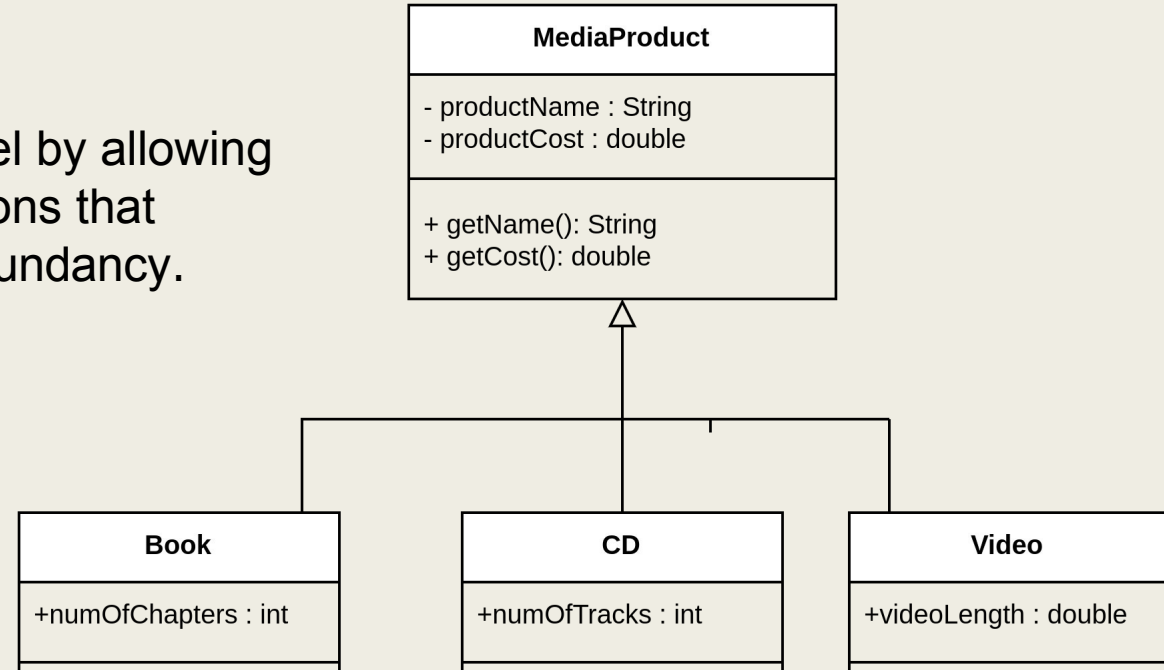 el by allowing
ons that
undancy.
MediaProduct
- productName : String
- productCost : double
+ getName(): String
+ getCost(): double
Book
+numOfChapters : int
CD
+numOfTracks : int
Video
+videoLength : double